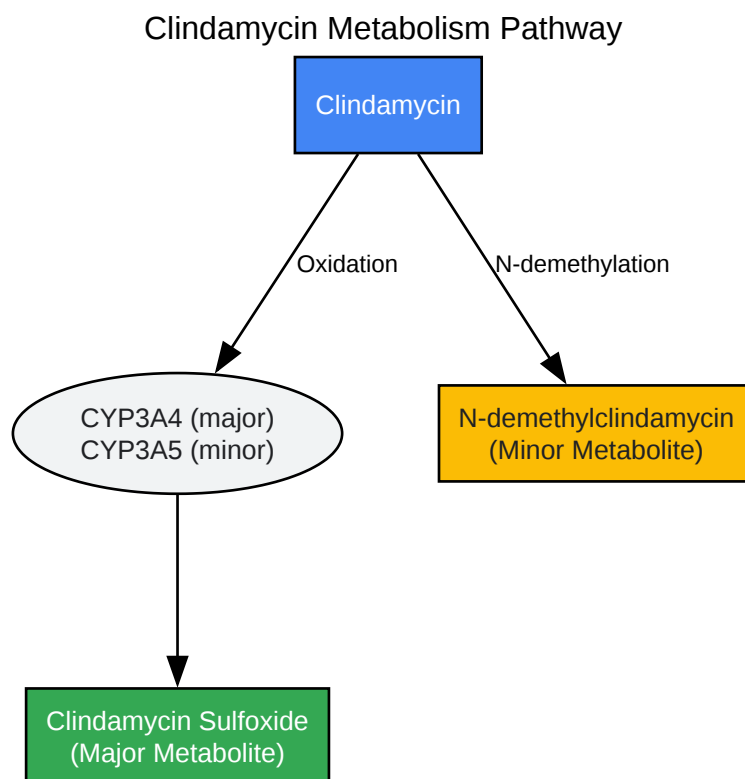 Clindamycin Metabolism Pathway
Clindamycin
Oxidation
N-demethylation
CYP3A4 (major)
CYP3A5 (minor)
N-demethylclindamycin
(Minor Metabolite)
Clindamycin Sulfoxide
(Major Metabolite)